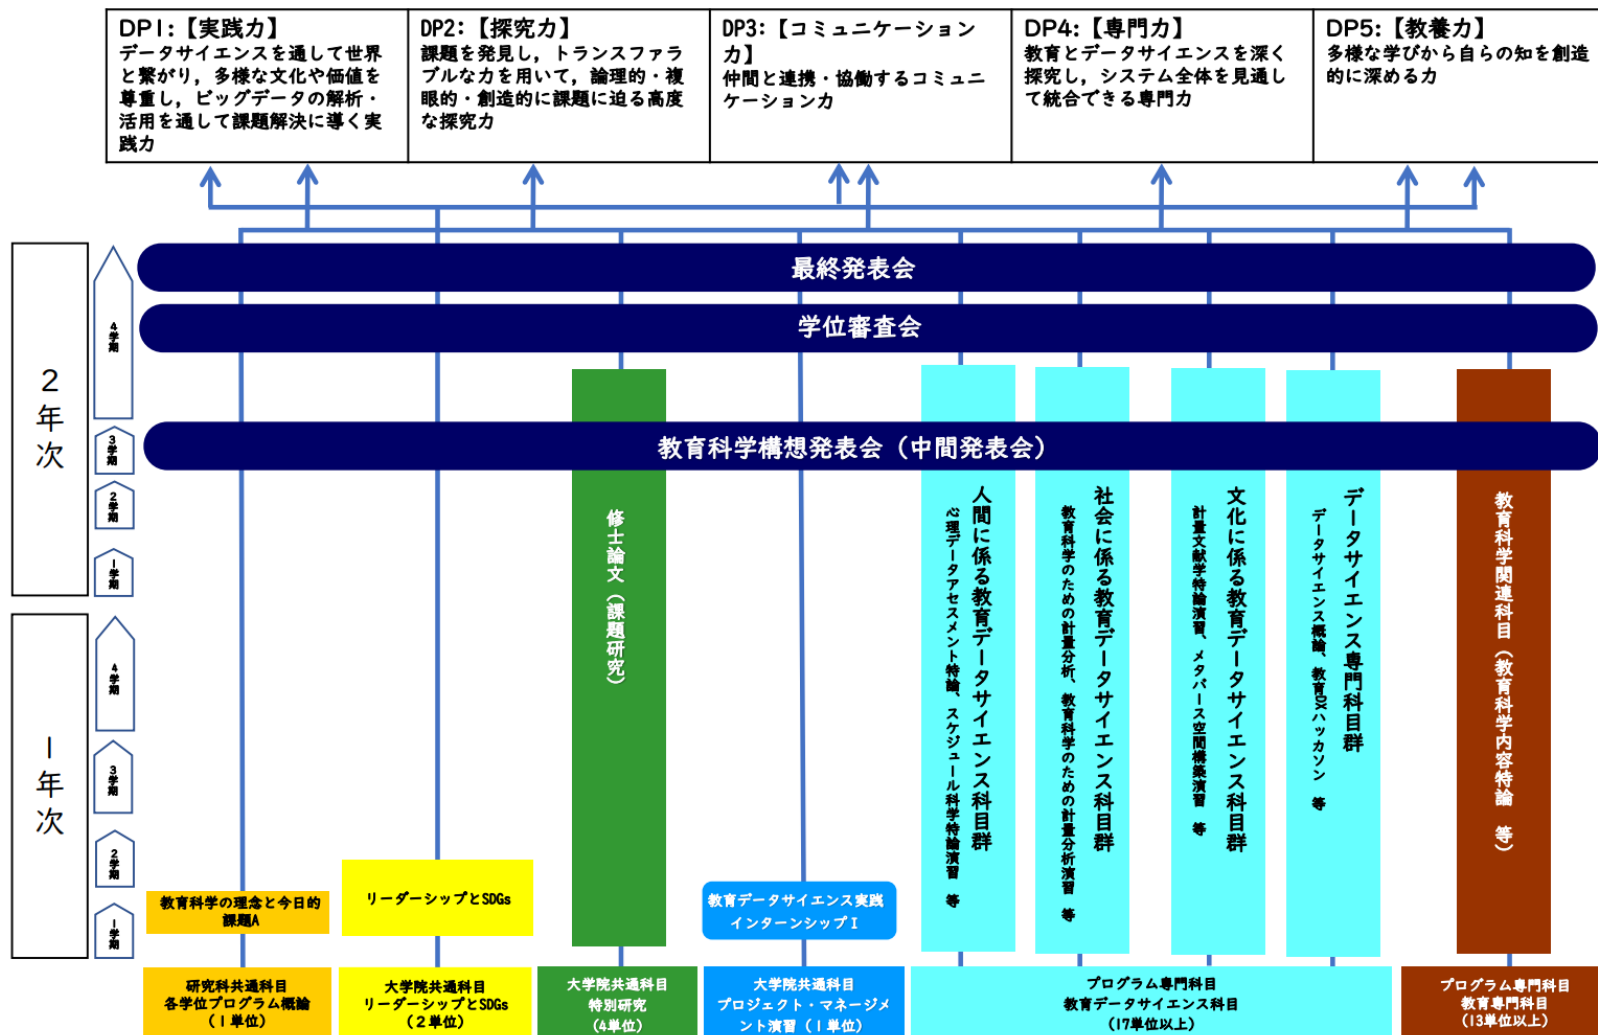 DP1:【実践力】
データサイエンスを通して世界
と繋がり，多様な文化や価値を
尊重し，ビッグデータの解析・
活用を通して課題解決に導く実
践力
DP2:【探究力】
課題を発見し，トランスファラ
ブルな力を用いて，論理的・複
眼的・創造的に課題に迫る高度
な探究力
DP3:【コミュニケーション
力】
仲間と連携・協働するコミュニ
ケーション力
DP4:【専門力】
教育とデータサイエンスを深く
探究し，システム全体を見通し
て統合できる専門力
DP5:【教養力】
多様な学びから自らの知を創造
的に深める力
最終発表会
学位審査会
教育科学構想発表会（中間発表会）
2年次
4学期
3学期
2学期
1学期
1年次
4学期
3学期
2学期
1学期
教育科学の理念と今日的
課題A
リーダーシップとSDGs
修士論文（課題研究）
教育データサイエンス実践
インターンシップⅠ
人間に係る教育データサイエンス科目群
心理データアセスメント特論、スケジュール科学特論演習 等
社会に係る教育データサイエンス科目群
教育科学のための計量分析、教育科学のための計量分析演習 等
文化に係る教育データサイエンス科目群
計量文献学特論演習、メタバース空間構築演習 等
データサイエンス専門科目群
データサイエンス概論、教育DXハッカソン 等
教育科学関連科目（教育科学内容特論 等）
研究科共通科目
各学位プログラム概論
（1単位）
大学院共通科目
リーダーシップとSDGs
（2単位）
大学院共通科目
特別研究
（4単位）
大学院共通科目
プロジェクト・マネージメ
ント演習（1単位）
プログラム専門科目
教育データサイエンス科目
（17単位以上）
プログラム専門科目
教育専門科目
（13単位以上）